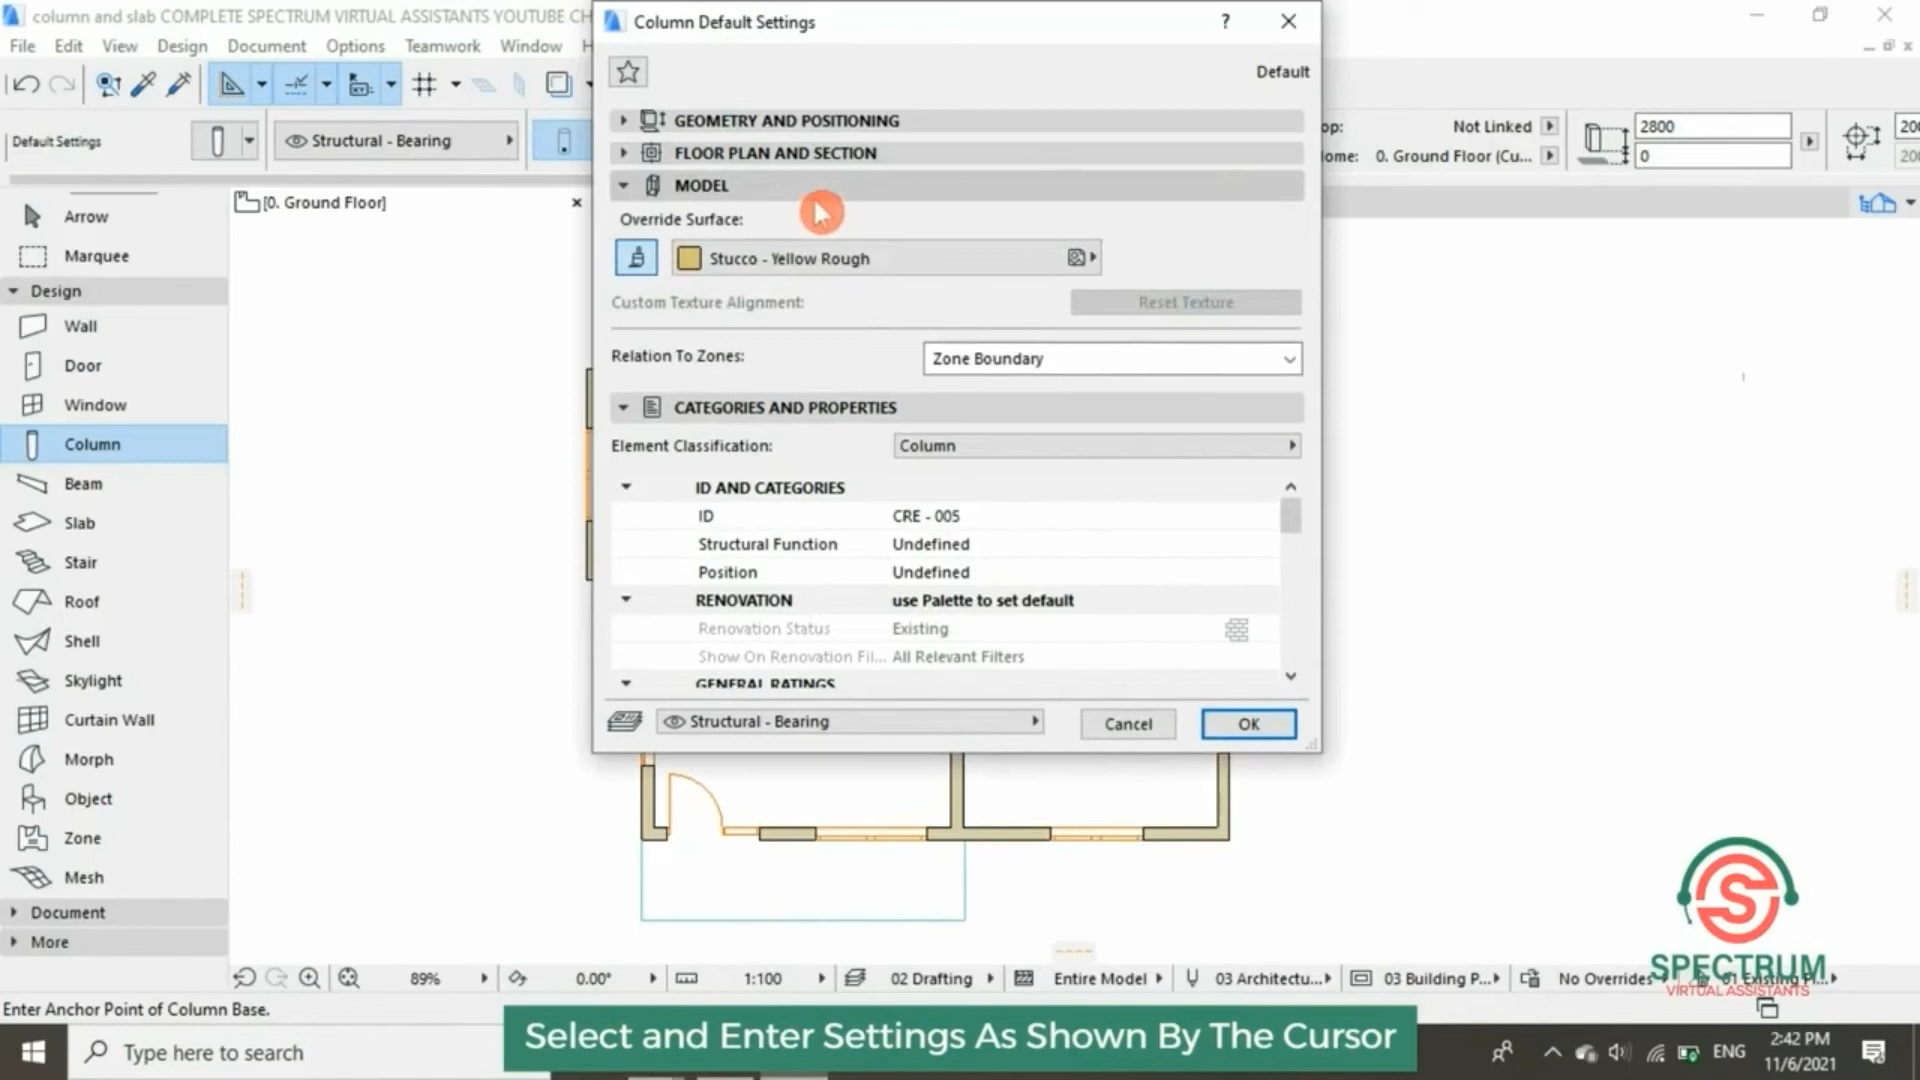 column and slab COMPLETE SPECTRUM VIRTUAL ASSISTANTS YOUTUBE CH
File Edit View Design Document Options Teamwork Window H
Default Settings
Structural - Bearing
[0. Ground Floor]
Arrow
Marquee
Design
Wall
Door
Window
Column
Beam
Slab
Stair
Roof
Shell
Skylight
Curtain Wall
Morph
Object
Zone
Mesh
Document
More
Column Default Settings
?
Default
GEOMETRY AND POSITIONING
FLOOR PLAN AND SECTION
MODEL
Override Surface:
Stucco - Yellow Rough
Custom Texture Alignment:
Reset Texture
Relation To Zones:
Zone Boundary
CATEGORIES AND PROPERTIES
Element Classification:
Column
ID AND CATEGORIES
ID CRE - 005
Structural Function Undefined
Position Undefined
RENOVATION use Palette to set default
Renovation Status Existing
Show On Renovation Fil... All Relevant Filters
GENERAL RATINGS
Structural - Bearing
Cancel
OK
op: Not Linked
ome: 0. Ground Floor (Cu...
2800
0
200
200
89%
0.00°
1:100
02 Drafting
Entire Model
03 Architectu...
03 Building P...
No Overrides
01 Existing P...
SPECTRUM
VIRTUAL ASSISTANTS
Enter Anchor Point of Column Base.
Select and Enter Settings As Shown By The Cursor
Type here to search
ENG
2:42 PM
11/6/2021